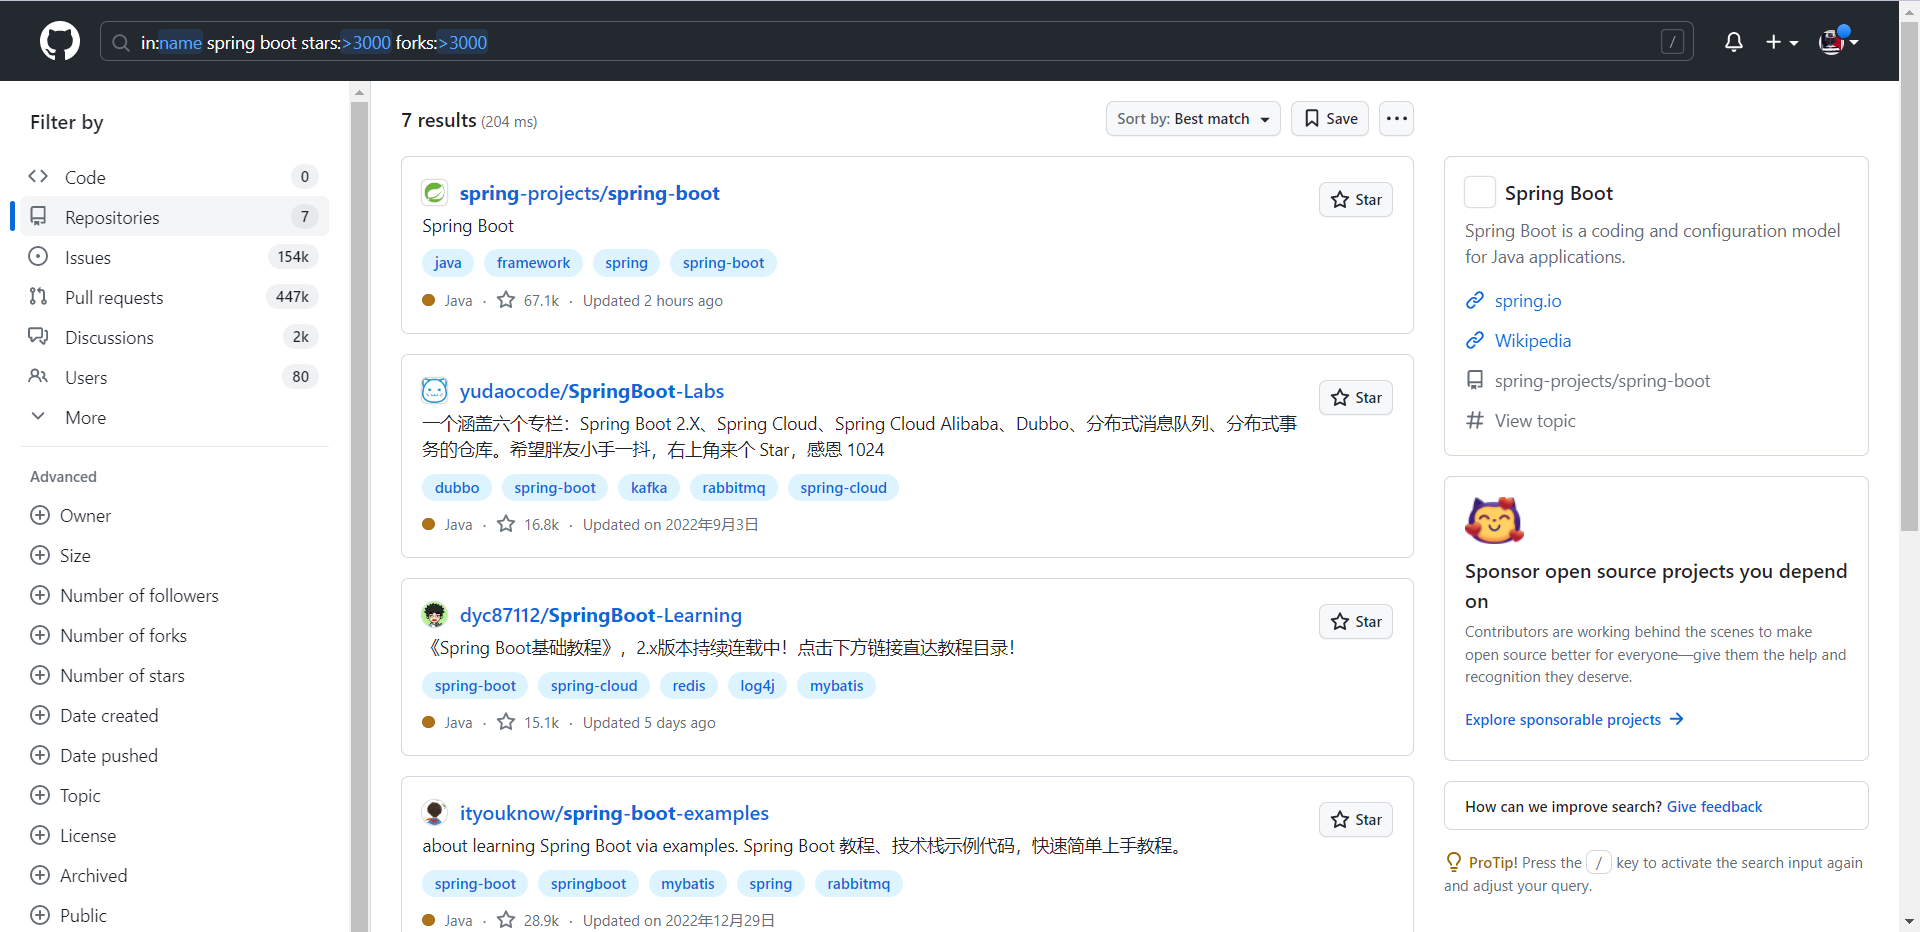 in:name spring boot stars:>3000 forks:>3000
/
Filter by
Code 0
Repositories 7
Issues 154k
Pull requests 447k
Discussions 2k
Users 80
More
Advanced
Owner
Size
Number of followers
Number of forks
Number of stars
Date created
Date pushed
Topic
License
Archived
Public
7 results (204 ms)
Sort by: Best match
Save
spring-projects/spring-boot
Star
Spring Boot
java framework spring spring-boot
Java · 67.1k · Updated 2 hours ago
yudaocode/SpringBoot-Labs
Star
一个涵盖六个专栏：Spring Boot 2.X、Spring Cloud、Spring Cloud Alibaba、Dubbo、分布式消息队列、分布式事
务的仓库。希望胖友小手一抖，右上角来个 Star，感恩 1024
dubbo spring-boot kafka rabbitmq spring-cloud
Java · 16.8k · Updated on 2022年9月3日
dyc87112/SpringBoot-Learning
Star
《Spring Boot基础教程》，2.x版本持续连载中！点击下方链接直达教程目录！
spring-boot spring-cloud redis log4j mybatis
Java · 15.1k · Updated 5 days ago
ityouknow/spring-boot-examples
Star
about learning Spring Boot via examples. Spring Boot 教程、技术栈示例代码，快速简单上手教程。
spring-boot springboot mybatis spring rabbitmq
Java · 28.9k · Updated on 2022年12月29日
Spring Boot
Spring Boot is a coding and configuration model
for Java applications.
spring.io
Wikipedia
spring-projects/spring-boot
# View topic
Sponsor open source projects you depend
on
Contributors are working behind the scenes to make
open source better for everyone—give them the help and
recognition they deserve.
Explore sponsorable projects →
How can we improve search? Give feedback
ProTip! Press the / key to activate the search input again
and adjust your query.